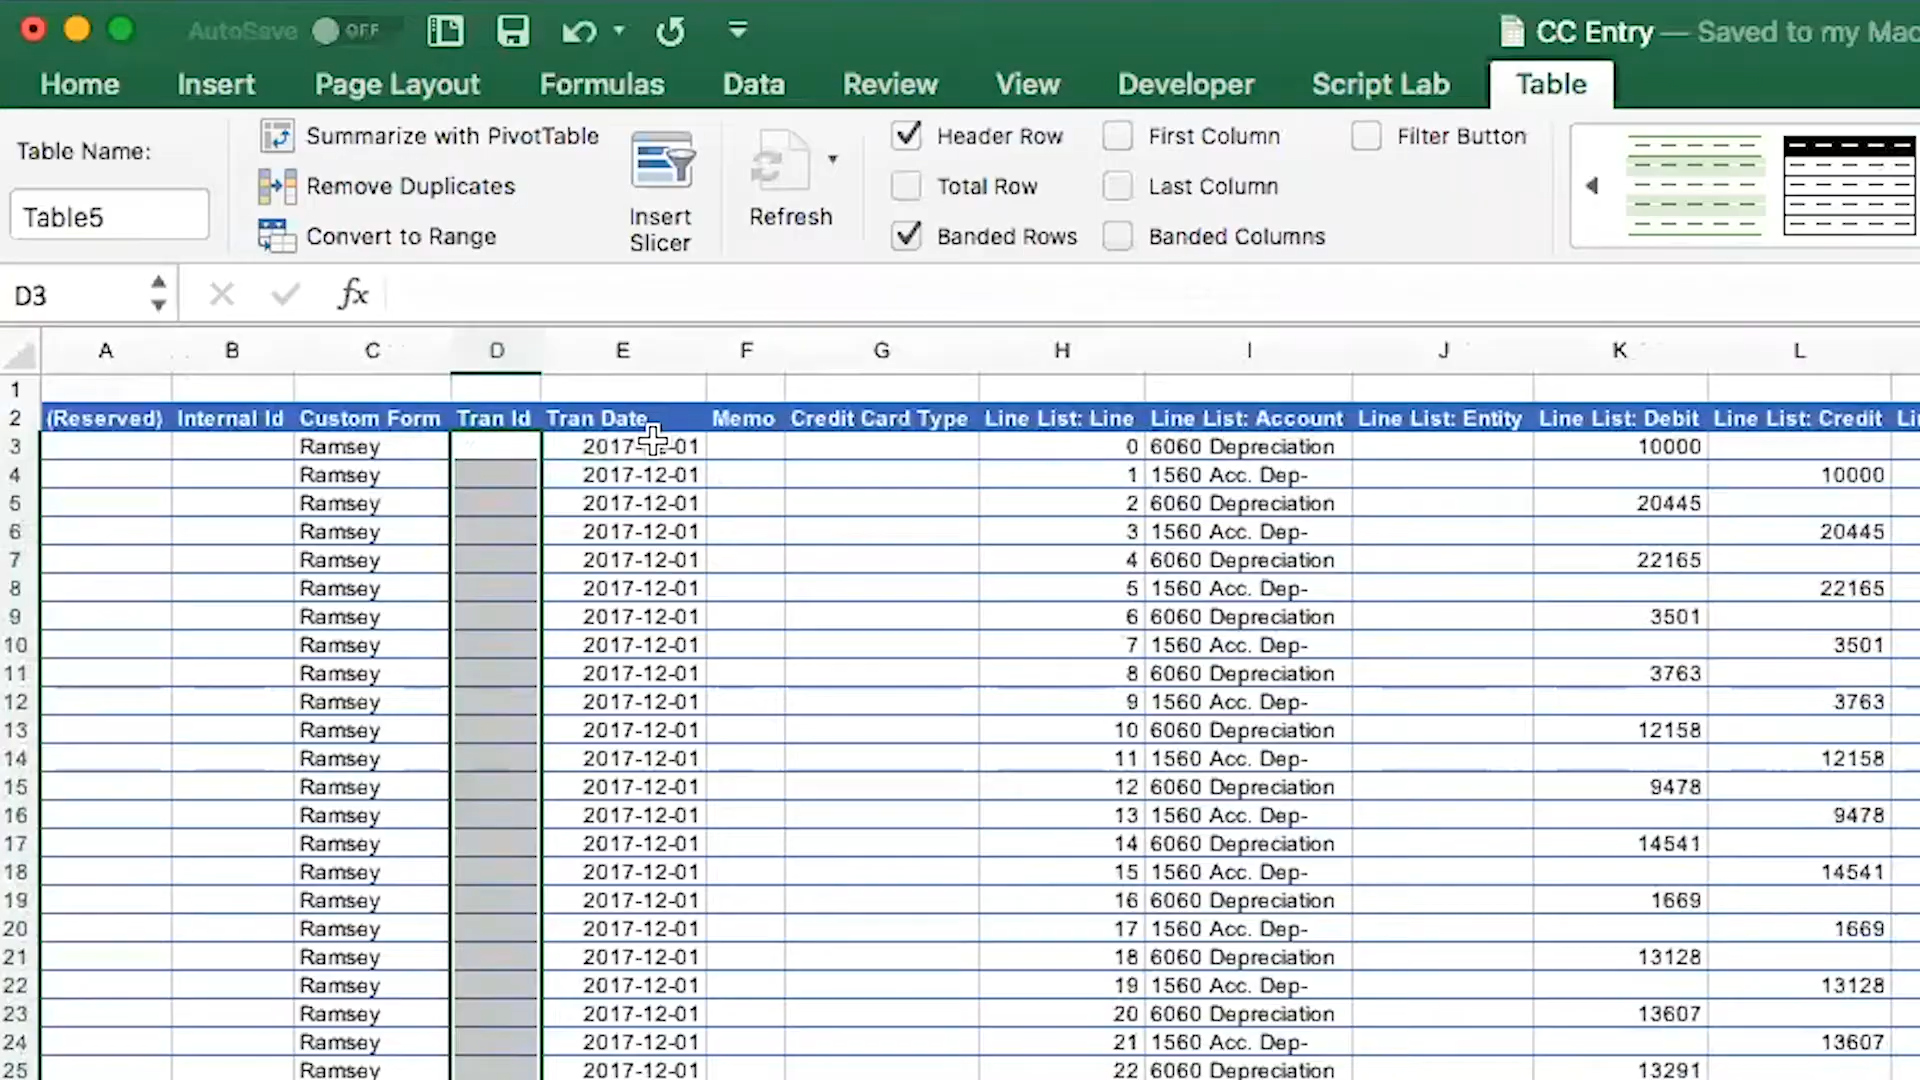 AutoSave OFF CC Entry — Saved to my Mac
Home Insert Page Layout Formulas Data Review View Developer Script Lab Table
Table Name: Summarize with PivotTable Header Row First Column Filter Button
Table5 Remove Duplicates Insert Slicer Refresh Total Row Last Column
Convert to Range Banded Rows Banded Columns
D3 fx
A B C D E F G H I J K L
1
2 (Reserved) Internal Id Custom Form Tran Id Tran Date Memo Credit Card Type Line List: Line Line List: Account Line List: Entity Line List: Debit Line List: Credit Li
3 Ramsey 2017-12-01 0 6060 Depreciation 10000
4 Ramsey 2017-12-01 1 1560 Acc. Dep- 10000
5 Ramsey 2017-12-01 2 6060 Depreciation 20445
6 Ramsey 2017-12-01 3 1560 Acc. Dep- 20445
7 Ramsey 2017-12-01 4 6060 Depreciation 22165
8 Ramsey 2017-12-01 5 1560 Acc. Dep- 22165
9 Ramsey 2017-12-01 6 6060 Depreciation 3501
10 Ramsey 2017-12-01 7 1560 Acc. Dep- 3501
11 Ramsey 2017-12-01 8 6060 Depreciation 3763
12 Ramsey 2017-12-01 9 1560 Acc. Dep- 3763
13 Ramsey 2017-12-01 10 6060 Depreciation 12158
14 Ramsey 2017-12-01 11 1560 Acc. Dep- 12158
15 Ramsey 2017-12-01 12 6060 Depreciation 9478
16 Ramsey 2017-12-01 13 1560 Acc. Dep- 9478
17 Ramsey 2017-12-01 14 6060 Depreciation 14541
18 Ramsey 2017-12-01 15 1560 Acc. Dep- 14541
19 Ramsey 2017-12-01 16 6060 Depreciation 1669
20 Ramsey 2017-12-01 17 1560 Acc. Dep- 1669
21 Ramsey 2017-12-01 18 6060 Depreciation 13128
22 Ramsey 2017-12-01 19 1560 Acc. Dep- 13128
23 Ramsey 2017-12-01 20 6060 Depreciation 13607
24 Ramsey 2017-12-01 21 1560 Acc. Dep- 13607
25 Ramsey 2017-12-01 22 6060 Depreciation 13291